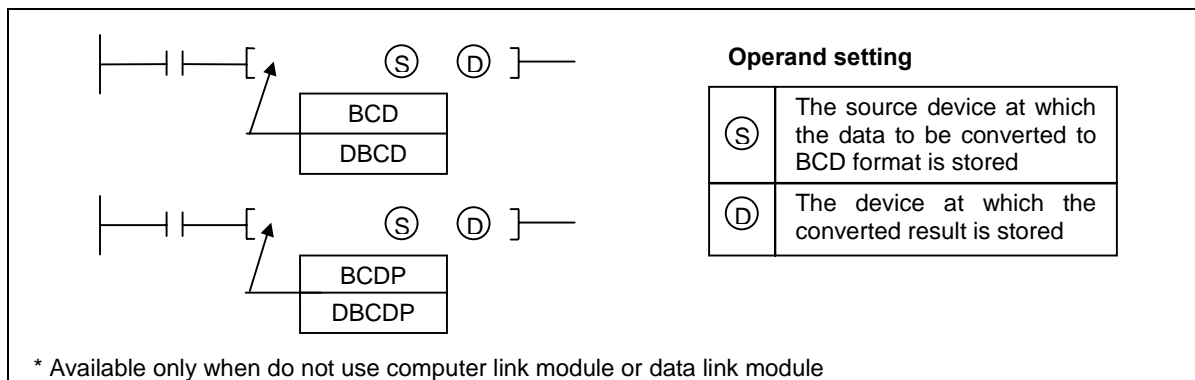 S D
BCD
DBCD
S D
BCDP
DBCDP
Operand setting
S The source device at which
the data to be converted to
BCD format is stored
D The device at which the
converted result is stored
* Available only when do not use computer link module or data link module